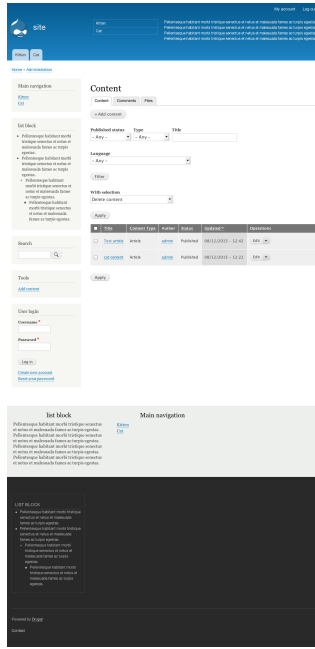 My account Log ou
site
Kitten
Cat
Pellentesque habitant morbi tristique senectus et netus et malesuada fames ac turpis egestas
Pellentesque habitant morbi tristique senectus et netus et malesuada fames ac turpis egestas
Pellentesque habitant morbi tristique senectus et netus et malesuada fames ac turpis egestas
Pellentesque habitant morbi tristique senectus et netus et malesuada fames ac turpis egestas
Kitten Cat
Home » Administration
Main navigation
Kitten
Cat
list block
Pellentesque habitant morbi
tristique senectus et netus et
malesuada fames ac turpis
egestas.
Pellentesque habitant morbi
tristique senectus et netus et
malesuada fames ac turpis
egestas.
Pellentesque habitant
morbi tristique senectus et
netus et malesuada fames
ac turpis egestas.
Pellentesque habitant
morbi tristique senectus
et netus et malesuada
fames ac turpis
egestas.
Search
Tools
Add content
User login
Username *
Password *
Log in
Create new account
Reset your password
Content
Content Comments Files
+ Add content
Published status Type Title
- Any - - Any -
Language
- Any -
Filter
With selection
Delete content
Apply
Title Content Type Author Status Updated Operations
Test article Article admin Published 08/12/2015 - 12:42 Edit
List content Article admin Published 08/12/2015 - 12:22 Edit
Apply
list block
Pellentesque habitant morbi tristique senectus
et netus et malesuada fames ac turpis egestas.
Pellentesque habitant morbi tristique senectus
et netus et malesuada fames ac turpis egestas.
Pellentesque habitant morbi tristique senectus
et netus et malesuada fames ac turpis egestas.
Pellentesque habitant morbi tristique senectus
et netus et malesuada fames ac turpis egestas.
Main navigation
Kitten
Cat
LIST BLOCK
Pellentesque habitant morbi tristique
senectus et netus et malesuada
fames ac turpis egestas.
Pellentesque habitant morbi tristique
senectus et netus et malesuada
fames ac turpis egestas.
Pellentesque habitant morbi
tristique senectus et netus et
malesuada fames ac turpis
egestas.
Pellentesque habitant morbi
tristique senectus et netus et
malesuada fames ac turpis
egestas.
Powered by Drupal
Contact